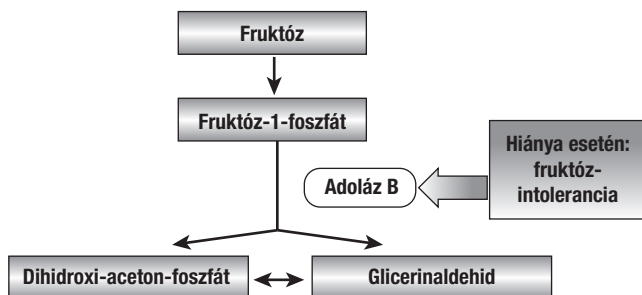 Fruktóz
Fruktóz-1-foszfát
Adoláz B
Hiánya esetén:
fruktóz-
intolerancia
Dihidroxi-aceton-foszfát
Glicerinaldehid